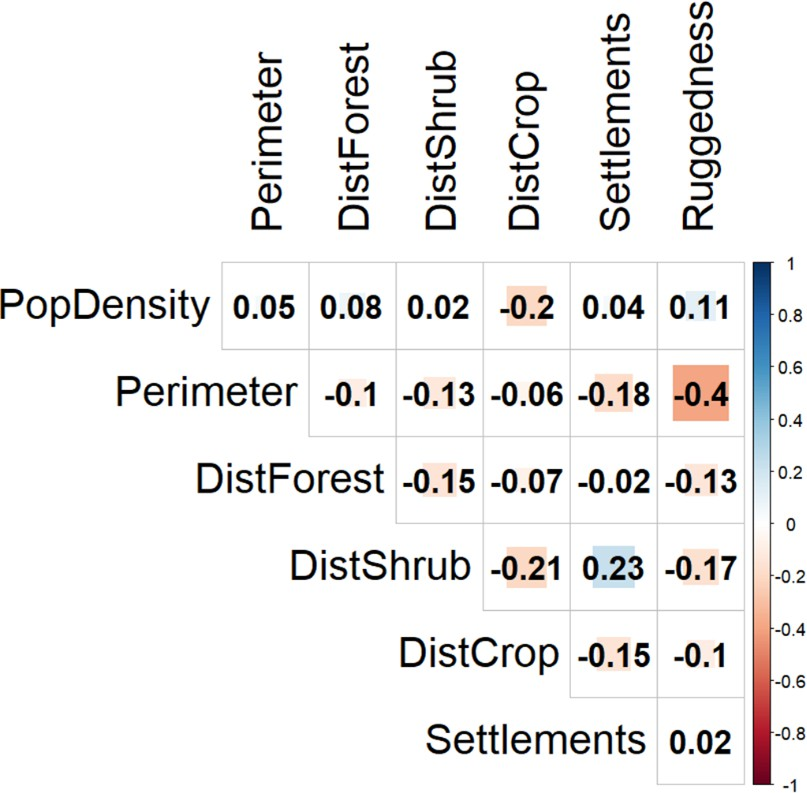 Perimeter
DistForest
DistShrub
DistCrop
Settlements
Ruggedness
PopDensity 0.05 0.08 0.02 -0.2 0.04 0.11
Perimeter -0.1 -0.13 -0.06 -0.18 -0.4
DistForest -0.15 -0.07 -0.02 -0.13
DistShrub -0.21 0.23 -0.17
DistCrop -0.15 -0.1
Settlements 0.02
1
0.8
0.6
0.4
0.2
0
-0.2
-0.4
-0.6
-0.8
-1